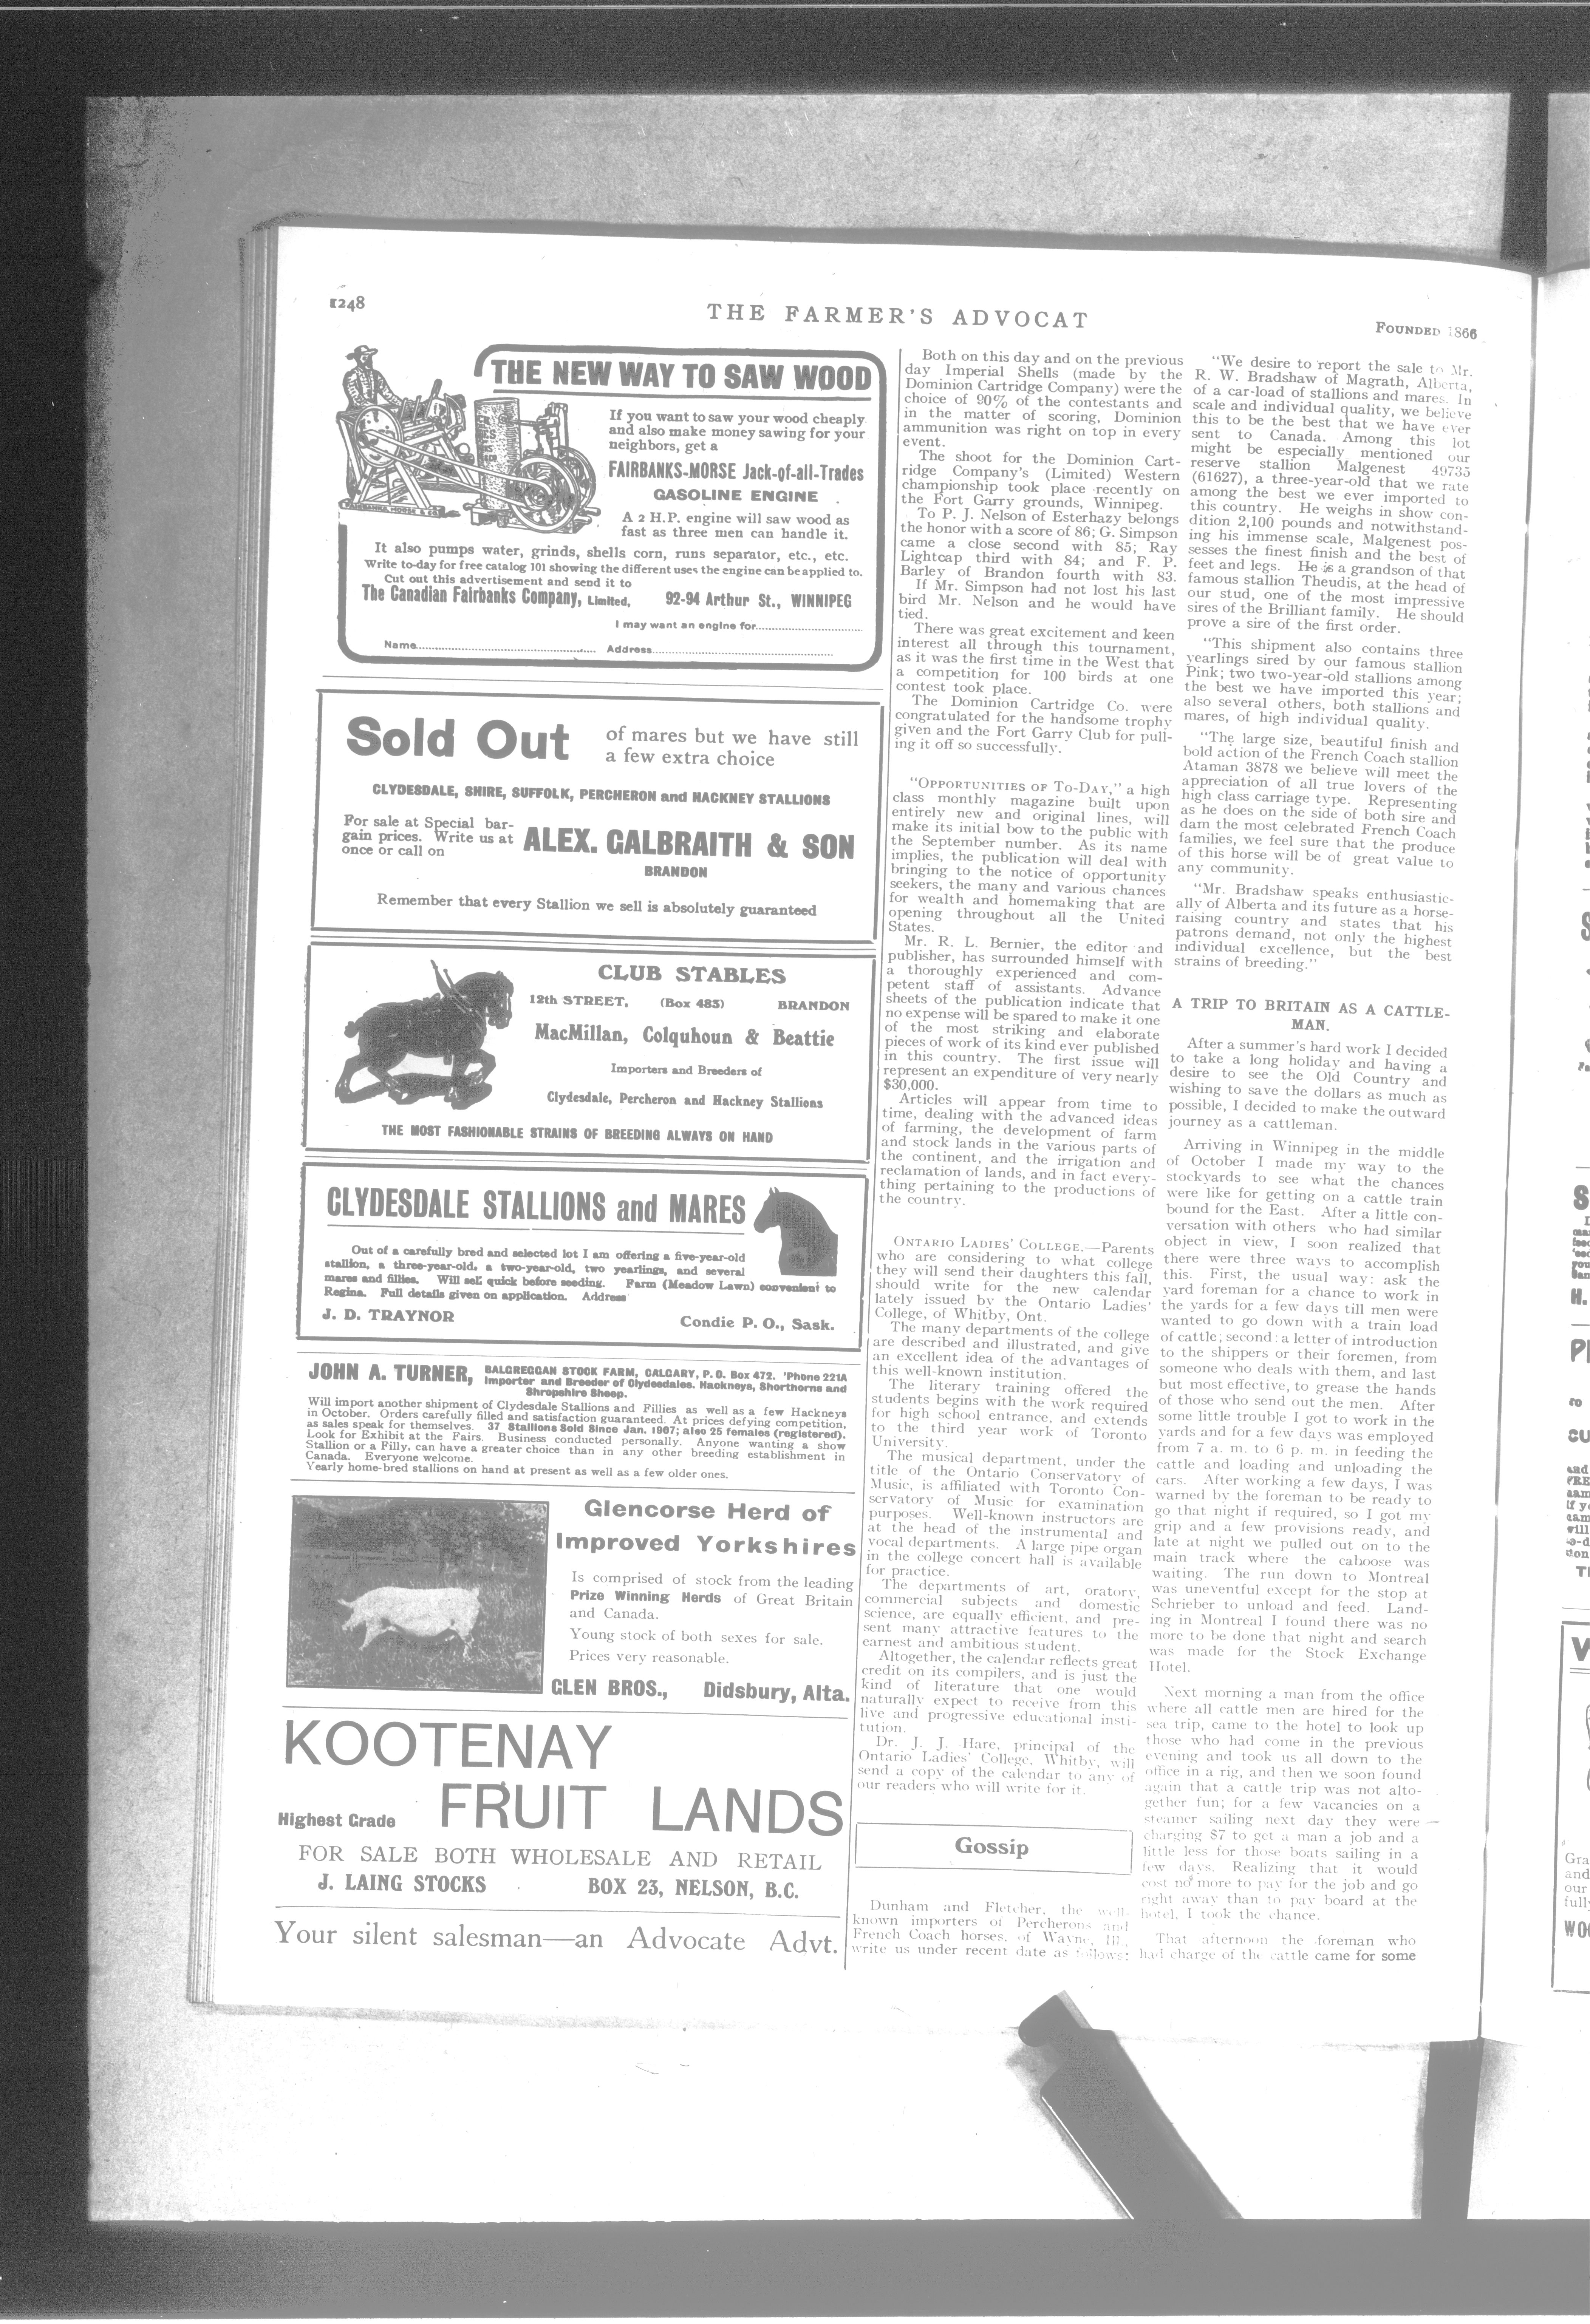 1248
THE FARMER'S ADVOCAT
FOUNDED 1866
THE NEW WAY TO SAW WOOD
If you want to saw your wood cheaply
and also make money sawing for your
neighbors, get a
FAIRBANKS-MORSE Jack-of-all-Trades
GASOLINE ENGINE
A 2 H.P. engine will saw wood as
fast as three men can handle it.
It also pumps water, grinds, shells corn, runs separator, etc., etc.
Write to-day for free catalog 101 showing the different uses the engine can be applied to.
Cut out this advertisement and send it to
The Canadian Fairbanks Company, Limited, 92-94 Arthur St., WINNIPEG
I may want an engine for
Name Address
Sold Out of mares but we have still
a few extra choice
CLYDESDALE, SHIRE, SUFFOLK, PERCHERON and HACKNEY STALLIONS
For sale at Special bar-
gain prices. Write us at
once or call on
ALEX. GALBRAITH & SON
BRANDON
Remember that every Stallion we sell is absolutely guaranteed
CLUB STABLES
12th STREET, (Box 483) BRANDON
MacMillan, Colquhoun & Beattie
Importers and Breeders of
Clydesdale, Percheron and Hackney Stallions
THE MOST FASHIONABLE STRAINS OF BREEDING ALWAYS ON HAND
CLYDESDALE STALLIONS and MARES
Out of a carefully bred and selected lot I am offering a five-year-old
stallion, a three-year-old, a two-year-old, two yearlings, and several
mares and fillies. Will sell quick before seeding. Farm (Meadow Lawn) convenient to
Regina. Full details given on application. Address
J. D. TRAYNOR Condie P. O., Sask.
JOHN A. TURNER, BALGREGGAN STOCK FARM, CALGARY, P. O. Box 472. 'Phone 221A
Importer and Breeder of Clydesdales. Hackneys, Shorthorns and
Shropshire Sheep.
Will import another shipment of Clydesdale Stallions and Fillies as well as a few Hackneys
in October. Orders carefully filled and satisfaction guaranteed. At prices defying competition,
as sales speak for themselves. 37 Stallions Sold Since Jan. 1907; also 25 females (registered).
Look for Exhibit at the Fairs. Business conducted personally. Anyone wanting a show
Stallion or a Filly, can have a greater choice than in any other breeding establishment in
Canada. Everyone welcome.
Yearly home-bred stallions on hand at present as well as a few older ones.
Glencorse Herd of
Improved Yorkshires
Is comprised of stock from the leading
Prize Winning Herds of Great Britain
and Canada.
Young stock of both sexes for sale.
Prices very reasonable.
GLEN BROS., Didsbury, Alta.
KOOTENAY
Highest Grade FRUIT LANDS
FOR SALE BOTH WHOLESALE AND RETAIL
J. LAING STOCKS BOX 23, NELSON, B.C.
Your silent salesman—an Advocate Advt.
Both on this day and on the previous
day Imperial Shells (made by the
Dominion Cartridge Company) were the
choice of 90% of the contestants and
in the matter of scoring, Dominion
ammunition was right on top in every
event.
The shoot for the Dominion Cart-
ridge Company's (Limited) Western
championship took place recently on
the Fort Garry grounds, Winnipeg.
To P. J. Nelson of Esterhazy belongs
the honor with a score of 86; G. Simpson
came a close second with 85; Ray
Lightcap third with 84; and F. P.
Barley of Brandon fourth with 83.
If Mr. Simpson had not lost his last
bird Mr. Nelson and he would have
tied.
There was great excitement and keen
interest all through this tournament,
as it was the first time in the West that
a competition for 100 birds at one
contest took place.
The Dominion Cartridge Co. were
congratulated for the handsome trophy
given and the Fort Garry Club for pull-
ing it off so successfully.
"OPPORTUNITIES OF TO-DAY," a high
class monthly magazine built upon
entirely new and original lines, will
make its initial bow to the public with
the September number. As its name
implies, the publication will deal with
bringing to the notice of opportunity
seekers, the many and various chances
for wealth and homemaking that are
opening throughout all the United
States.
Mr. R. L. Bernier, the editor and
publisher, has surrounded himself with
a thoroughly experienced and com-
petent staff of assistants. Advance
sheets of the publication indicate that
no expense will be spared to make it one
of the most striking and elaborate
pieces of work of its kind ever published
in this country. The first issue will
represent an expenditure of very nearly
$30,000.
Articles will appear from time to
time, dealing with the advanced ideas
of farming, the development of farm
and stock lands in the various parts of
the continent, and the irrigation and
reclamation of lands, and in fact every-
thing pertaining to the productions of
the country.
ONTARIO LADIES' COLLEGE.—Parents
who are considering to what college
they will send their daughters this fall,
should write for the new calendar
lately issued by the Ontario Ladies'
College, of Whitby, Ont.
The many departments of the college
are described and illustrated, and give
an excellent idea of the advantages of
this well-known institution.
The literary training offered the
students begins with the work required
for high school entrance, and extends
to the third year work of Toronto
University.
The musical department, under the
title of the Ontario Conservatory of
Music, is affiliated with Toronto Con-
servatory of Music for examination
purposes. Well-known instructors are
at the head of the instrumental and
vocal departments. A large pipe organ
in the college concert hall is available
for practice.
The departments of art, oratory,
commercial subjects and domestic
science, are equally efficient, and pre-
sent many attractive features to the
earnest and ambitious student.
Altogether, the calendar reflects great
credit on its compilers, and is just the
kind of literature that one would
naturally expect to receive from this
live and progressive educational insti-
tution.
Dr. J. J. Hare, principal of the
Ontario Ladies' College, Whitby, will
send a copy of the calendar to any of
our readers who will write for it.
Gossip
Dunham and Fletcher, the well-
known importers of Percherons and
French Coach horses, of Wayne, Ill.,
write us under recent date as follows:
"We desire to report the sale to Mr.
R. W. Bradshaw of Magrath, Alberta,
of a car-load of stallions and mares. In
scale and individual quality, we believe
this to be the best that we have ever
sent to Canada. Among this lot
might be especially mentioned our
reserve stallion Malgenest 49735
(61627), a three-year-old that we rate
among the best we ever imported to
this country. He weighs in show con-
dition 2,100 pounds and notwithstand-
ing his immense scale, Malgenest pos-
sesses the finest finish and the best of
feet and legs. He is a grandson of that
famous stallion Theudis, at the head of
our stud, one of the most impressive
sires of the Brilliant family. He should
prove a sire of the first order.
"This shipment also contains three
yearlings sired by our famous stallion
Pink; two two-year-old stallions among
the best we have imported this year;
also several others, both stallions and
mares, of high individual quality.
"The large size, beautiful finish and
bold action of the French Coach stallion
Ataman 3878 we believe will meet the
appreciation of all true lovers of the
high class carriage type. Representing
as he does on the side of both sire and
dam the most celebrated French Coach
families, we feel sure that the produce
of this horse will be of great value to
any community.
"Mr. Bradshaw speaks enthusiastic-
ally of Alberta and its future as a horse-
raising country and states that his
patrons demand, not only the highest
individual excellence, but the best
strains of breeding."
A TRIP TO BRITAIN AS A CATTLE-
MAN.
After a summer's hard work I decided
to take a long holiday and having a
desire to see the Old Country and
wishing to save the dollars as much as
possible, I decided to make the outward
journey as a cattleman.
Arriving in Winnipeg in the middle
of October I made my way to the
stockyards to see what the chances
were like for getting on a cattle train
bound for the East. After a little con-
versation with others who had similar
object in view, I soon realized that
there were three ways to accomplish
this. First, the usual way: ask the
yard foreman for a chance to work in
the yards for a few days till men were
wanted to go down with a train load
of cattle; second: a letter of introduction
to the shippers or their foremen, from
someone who deals with them, and last
but most effective, to grease the hands
of those who send out the men. After
some little trouble I got to work in the
yards and for a few days was employed
from 7 a. m. to 6 p. m. in feeding the
cattle and loading and unloading the
cars. After working a few days, I was
warned by the foreman to be ready to
go that night if required, so I got my
grip and a few provisions ready, and
late at night we pulled out on to the
main track where the caboose was
waiting. The run down to Montreal
was uneventful except for the stop at
Schrieber to unload and feed. Land-
ing in Montreal I found there was no
more to be done that night and search
was made for the Stock Exchange
Hotel.
Next morning a man from the office
where all cattle men are hired for the
sea trip, came to the hotel to look up
those who had come in the previous
evening and took us all down to the
office in a rig, and then we soon found
again that a cattle trip was not alto-
gether fun; for a few vacancies on a
steamer sailing next day they were
charging $7 to get a man a job and a
little less for those boats sailing in a
few days. Realizing that it would
cost no more to pay for the job and go
right away than to pay board at the
hotel, I took the chance.
That afternoon the foreman who
had charge of the cattle came for some